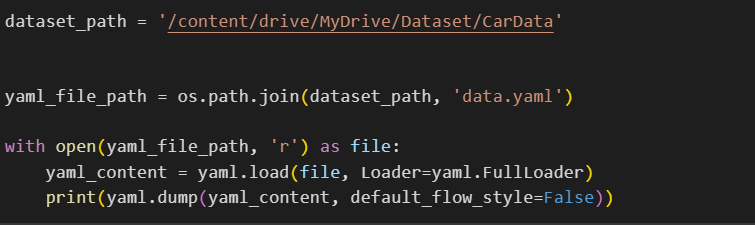 dataset_path = '/content/drive/MyDrive/Dataset/CarData'
yaml_file_path = os.path.join(dataset_path, 'data.yaml')
with open(yaml_file_path, 'r') as file:
    yaml_content = yaml.load(file, Loader=yaml.FullLoader)
    print(yaml.dump(yaml_content, default_flow_style=False))